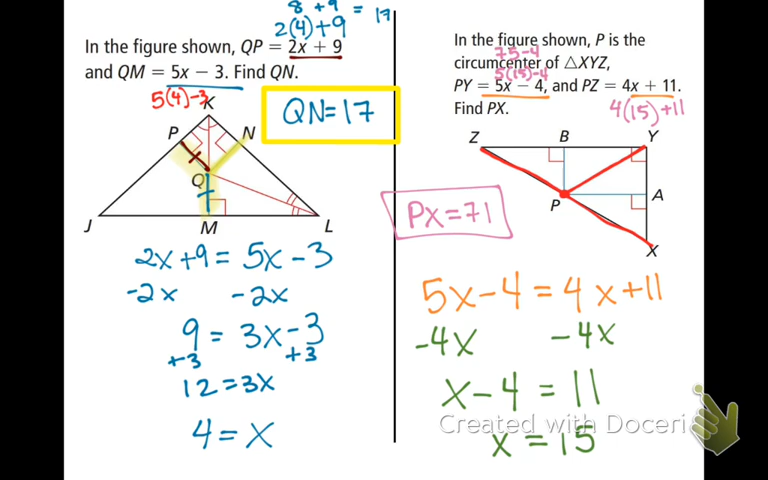 8 + 9 = 17
2(4)+9
In the figure shown, QP = 2x + 9
and QM = 5x − 3. Find QN.
5(4)-3
QN=17
K
P
N
Q
J
M
L
2x+9 = 5x-3
-2x -2x
9 = 3x-3
+3 +3
12=3x
4=x
In the figure shown, P is the
75-4
circumcenter of △XYZ,
5(15)-4
PY = 5x − 4, and PZ = 4x + 11.
Find PX.
4(15)+11
Z
B
Y
P
A
X
PX=71
5x-4=4x+11
-4x -4x
x-4=11
Created with Doceri
x=15